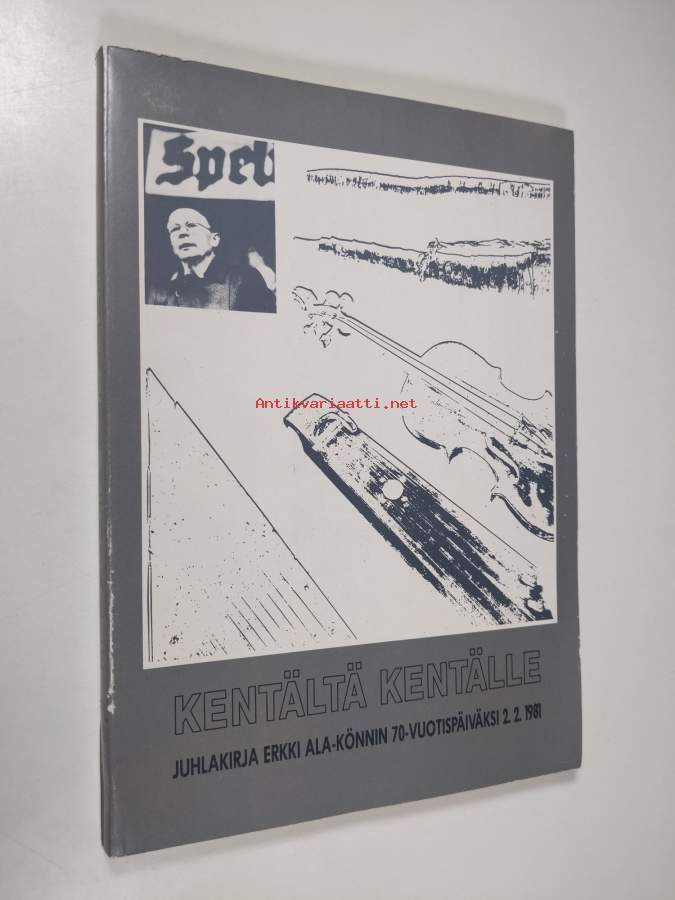 Spel
Antikvariaatti.net
KENTÄLTÄ KENTÄLLE
JUHLAKIRJA ERKKI ALA-KÖNNIN 70-VUOTISPÄIVÄKSI 2.2.1981